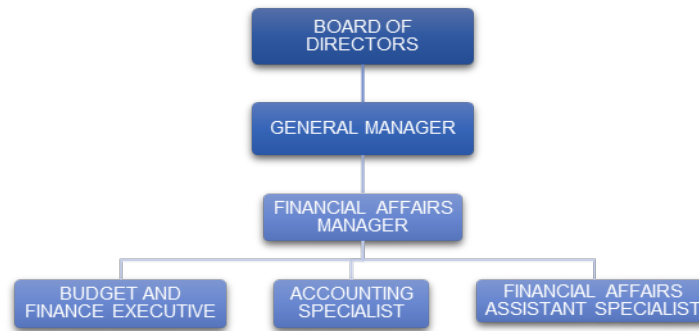 BOARD OF
DIRECTORS
GENERAL MANAGER
FINANCIAL AFFAIRS
MANAGER
BUDGET AND
FINANCE EXECUTIVE
ACCOUNTING
SPECIALIST
FINANCIAL AFFAIRS
ASSISTANT SPECIALIST